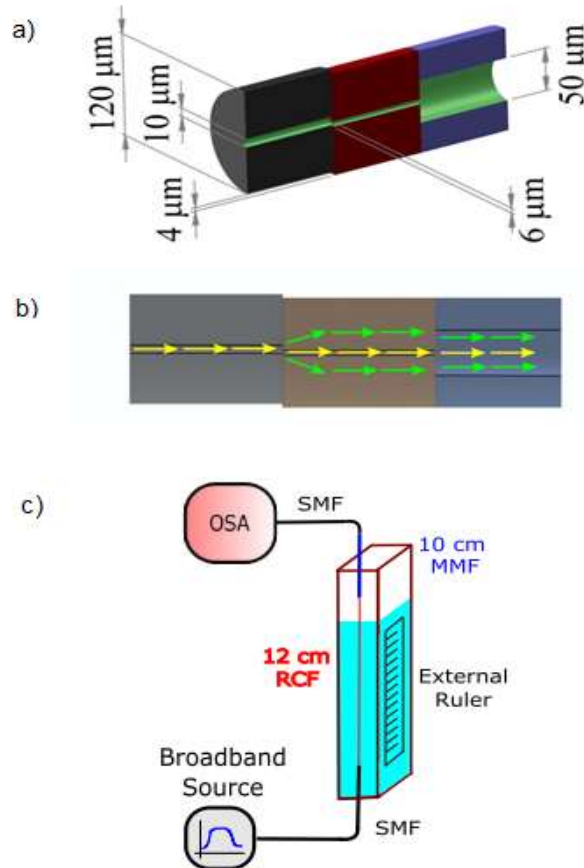 a)
120 μm
10 μm
4 μm
50 μm
6 μm
b)
c)
SMF
OSA
10 cm
MMF
12 cm
RCF
External
Ruler
Broadband
Source
SMF